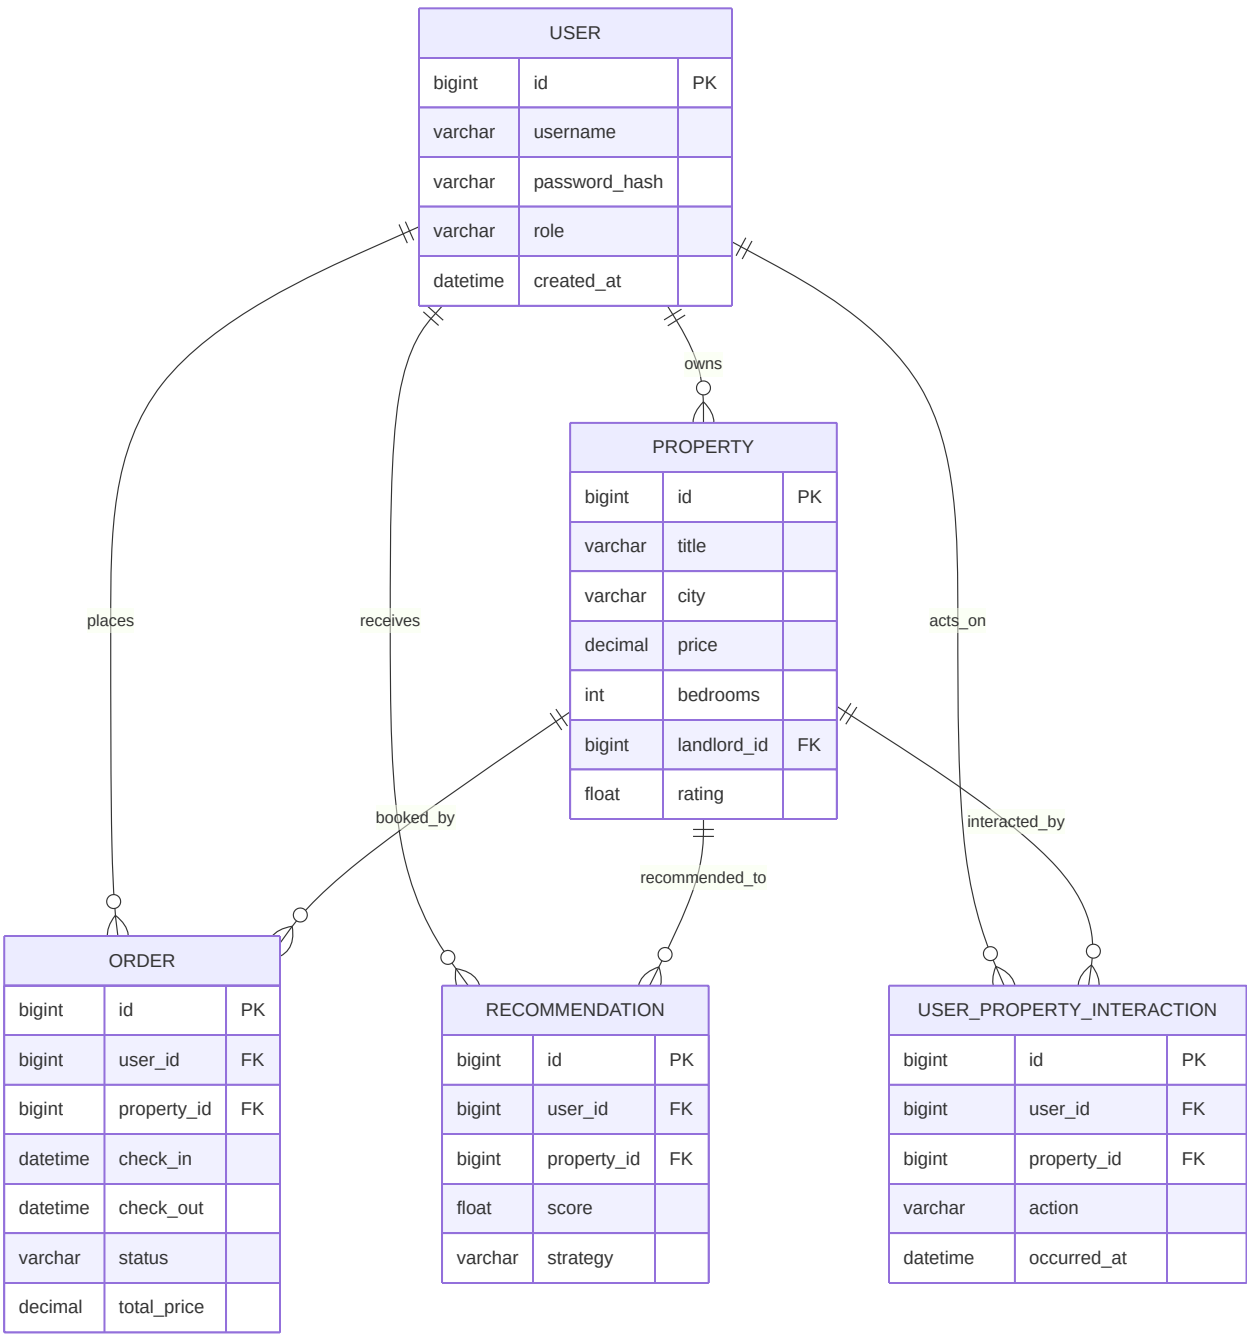 USER
bigint id PK
varchar username
varchar password_hash
varchar role
datetime created_at
owns
PROPERTY
bigint id PK
varchar title
varchar city
decimal price
int bedrooms
bigint landlord_id FK
float rating
places
receives
acts_on
booked_by
interacted_by
recommended_to
ORDER
bigint id PK
bigint user_id FK
bigint property_id FK
datetime check_in
datetime check_out
varchar status
decimal total_price
RECOMMENDATION
bigint id PK
bigint user_id FK
bigint property_id FK
float score
varchar strategy
USER_PROPERTY_INTERACTION
bigint id PK
bigint user_id FK
bigint property_id FK
varchar action
datetime occurred_at